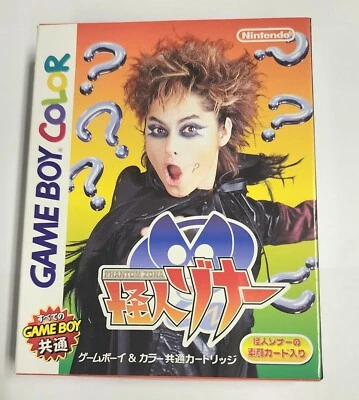 GAME BOY COLOR
Nintendo
PHANTOM ZONA
怪人ゾナー
すべての
GAME BOY
共通
ゲームボーイ & カラー共通カートリッジ
怪人ゾナーの
素顔カード入り